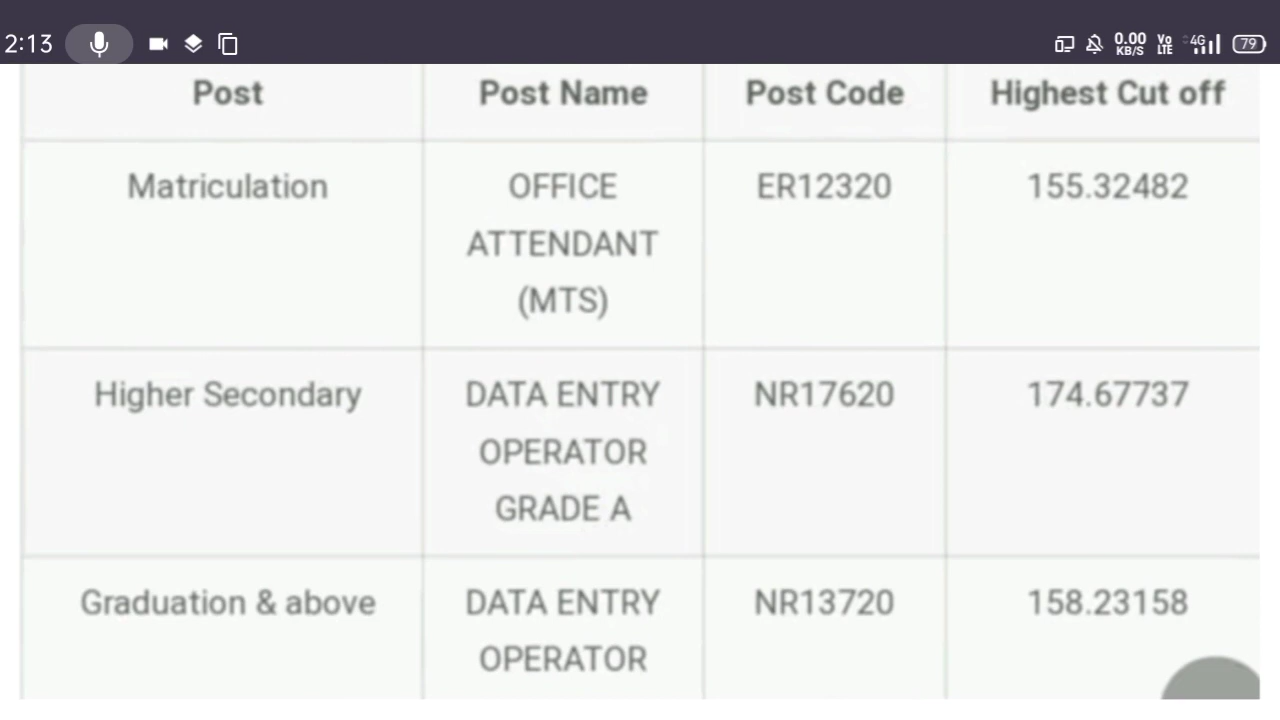 2:13 0.00 KB/S Vo LTE 4G 79
Post Post Name Post Code Highest Cut off
Matriculation OFFICE ER12320 155.32482
ATTENDANT
(MTS)
Higher Secondary DATA ENTRY NR17620 174.67737
OPERATOR
GRADE A
Graduation & above DATA ENTRY NR13720 158.23158
OPERATOR